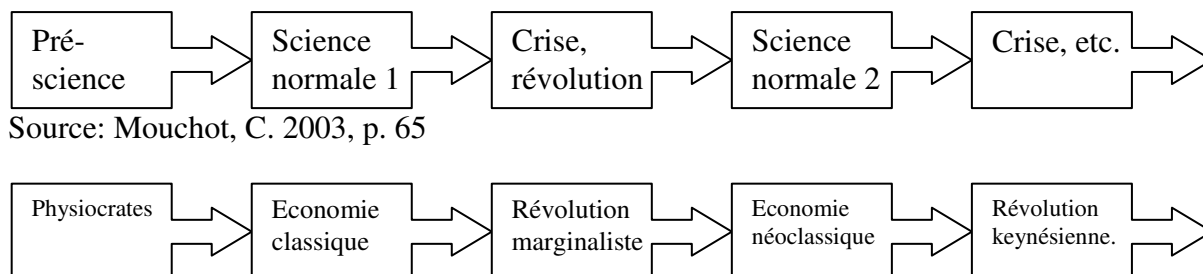 Pré-
science
Science
normale 1
Crise,
révolution
Science
normale 2
Crise, etc.
Source: Mouchot, C. 2003, p. 65
Physiocrates
Economie
classique
Révolution
marginaliste
Economie
néoclassique
Révolution
keynésienne.